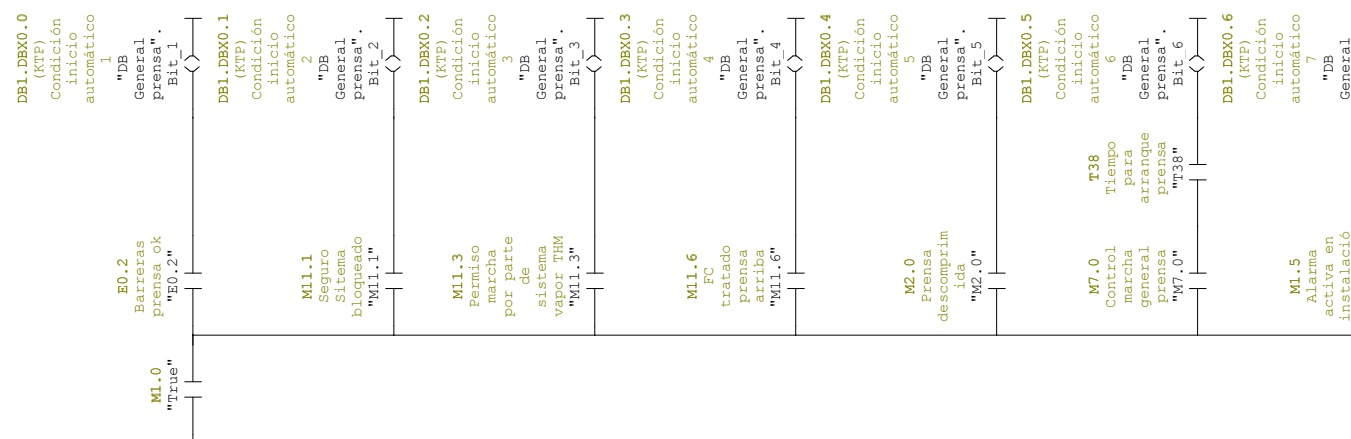 M1.0
"True"
E0.2
Barreras
prensa ok
"E0.2"
DB1.DBX0.0
(KTP)
Condición
inicio
automático
1
"DB
General
prensa".
Bit_1
M11.1
Seguro
Sitema
bloqueado
"M11.1"
DB1.DBX0.1
(KTP)
Condición
inicio
automático
2
"DB
General
prensa".
Bit_2
M11.3
Permiso
marcha
por parte
de
sistema
vapor THM
"M11.3"
DB1.DBX0.2
(KTP)
Condición
inicio
automático
3
"DB
General
prensa".
Bit_3
M11.6
FC
tratado
prensa
arriba
"M11.6"
DB1.DBX0.3
(KTP)
Condición
inicio
automático
4
"DB
General
prensa".
Bit_4
M2.0
Prensa
descomprim
ida
"M2.0"
DB1.DBX0.4
(KTP)
Condición
inicio
automático
5
"DB
General
prensa".
Bit_5
M7.0
Control
marcha
general
prensa
"M7.0"
T38
Tiempo
para
arranque
prensa
"T38"
DB1.DBX0.5
(KTP)
Condición
inicio
automático
6
"DB
General
prensa".
Bit_6
M1.5
Alarma
activa en
instalació
DB1.DBX0.6
(KTP)
Condición
inicio
automático
7
"DB
General